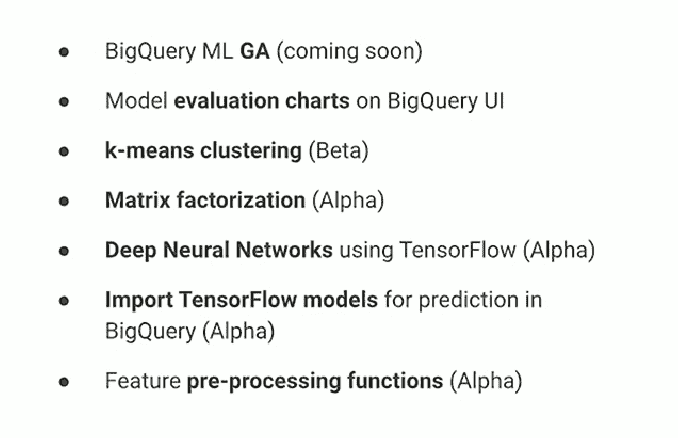 • BigQuery ML GA (coming soon)
• Model evaluation charts on BigQuery UI
• k-means clustering (Beta)
• Matrix factorization (Alpha)
• Deep Neural Networks using TensorFlow (Alpha)
• Import TensorFlow models for prediction in
BigQuery (Alpha)
• Feature pre-processing functions (Alpha)